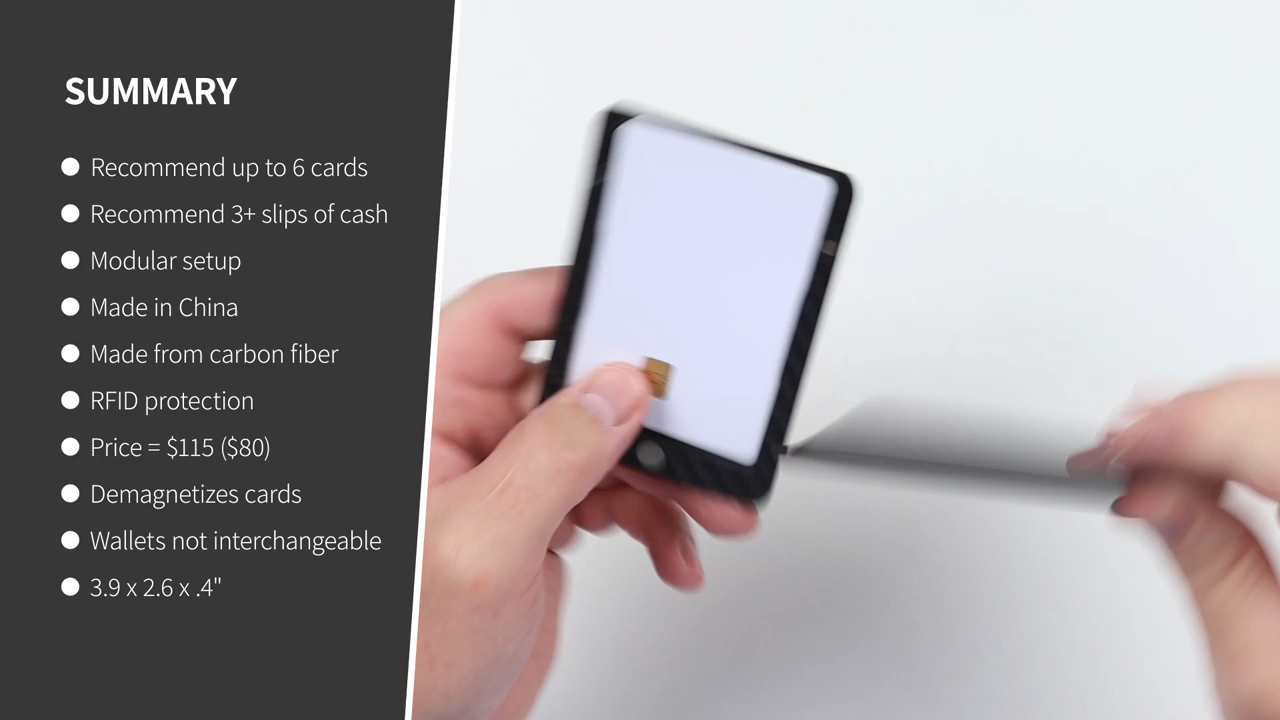 SUMMARY
Recommend up to 6 cards
Recommend 3+ slips of cash
Modular setup
Made in China
Made from carbon fiber
RFID protection
Price = $115 ($80)
Demagnetizes cards
Wallets not interchangeable
3.9 x 2.6 x .4"